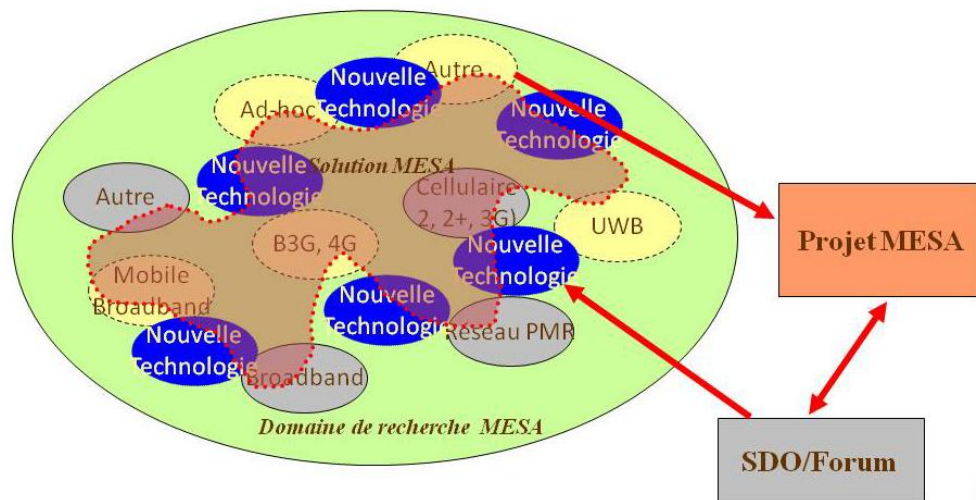 Nouvelle
Technologie
Autre
Ad-hoc
Nouvelle
Technologie
Nouvelle
Technologie
Solution MESA
Autre
Cellulaire
2, 2+, 3G)
UWB
B3G, 4G
Nouvelle
Technologie
Mobile
Broadband
Nouvelle
Technologie
Nouvelle
Technologie
Réseau PMR
Broadband
Domaine de recherche MESA
Projet MESA
SDO/Forum